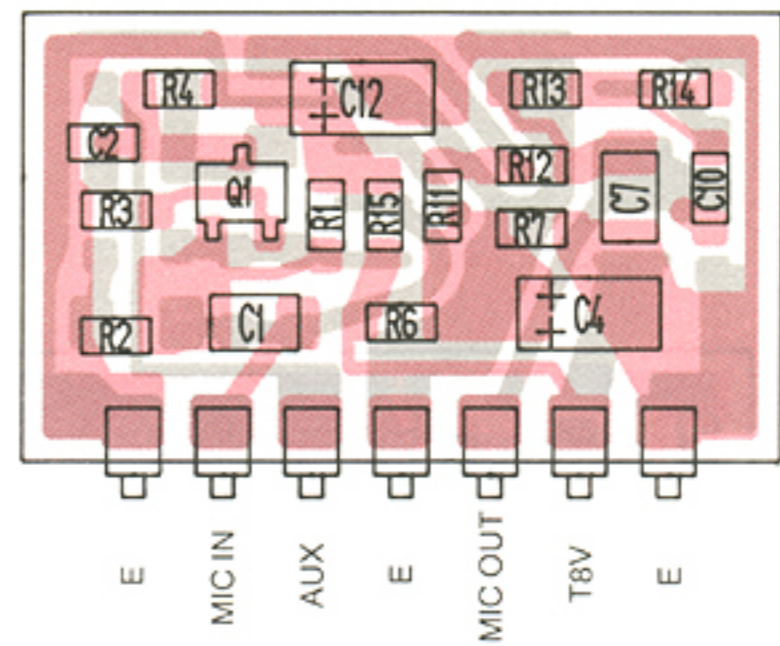 R4 C12 R13 R14
C2 R12 C7 C10
R3 Q1 R1 R15 R11 R7
R2 C1 R6 C4
E MIC IN AUX E MIC OUT T8V E